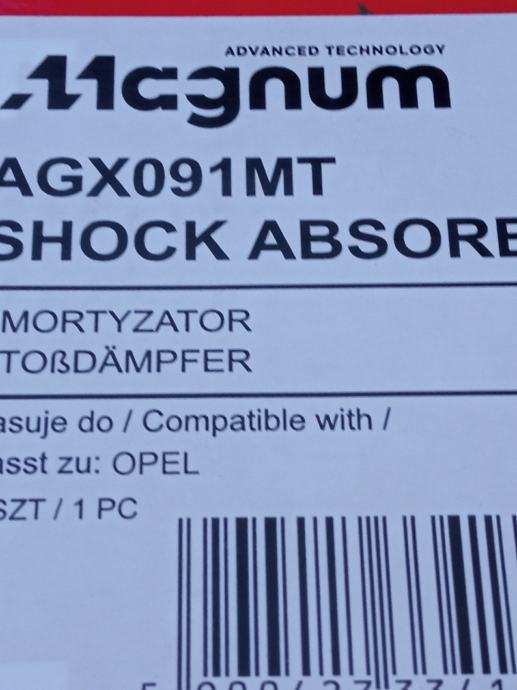 ADVANCED TECHNOLOGY
Magnum
AGX091MT
SHOCK ABSORB
MORTYZATOR
TOßDÄMPFER
asuje do / Compatible with /
asst zu: OPEL
SZT / 1 PC